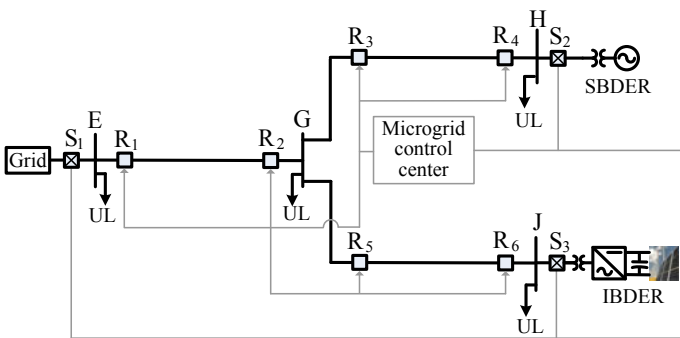 H
R3
R4
S2
SBDER
UL
G
E
S1
R1
R2
Microgrid
control
center
Grid
UL
UL
J
R5
R6
S3
IBDER
UL